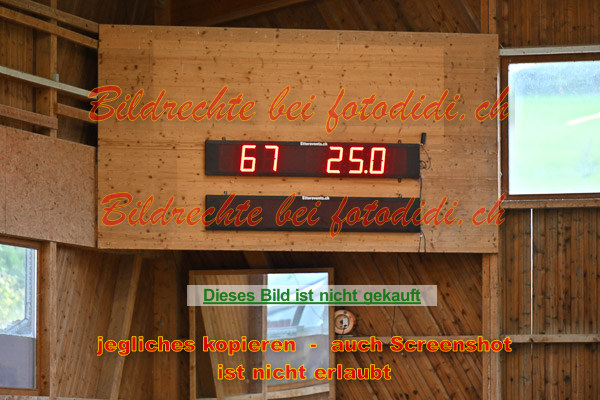 Bildrechte bei fotodidi.ch
67 25.0
Bildrechte bei fotodidi.ch
Dieses Bild ist nicht gekauft
jegliches kopieren - auch Screenshot
ist nicht erlaubt